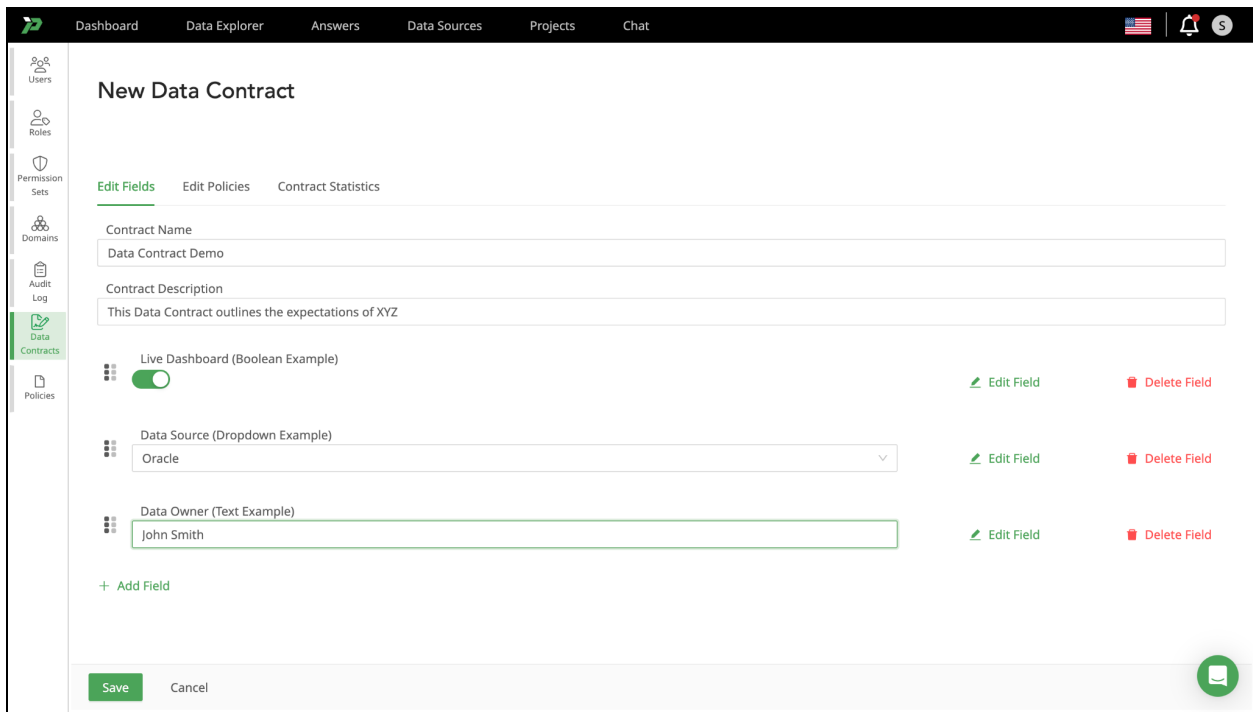 Dashboard Data Explorer Answers Data Sources Projects Chat S
Users
Roles
Permission
Sets
Domains
Audit
Log
Data
Contracts
Policies
New Data Contract
Edit Fields Edit Policies Contract Statistics
Contract Name
Data Contract Demo
Contract Description
This Data Contract outlines the expectations of XYZ
Live Dashboard (Boolean Example)
Edit Field Delete Field
Data Source (Dropdown Example)
Oracle Edit Field Delete Field
Data Owner (Text Example)
John Smith Edit Field Delete Field
+ Add Field
Save Cancel